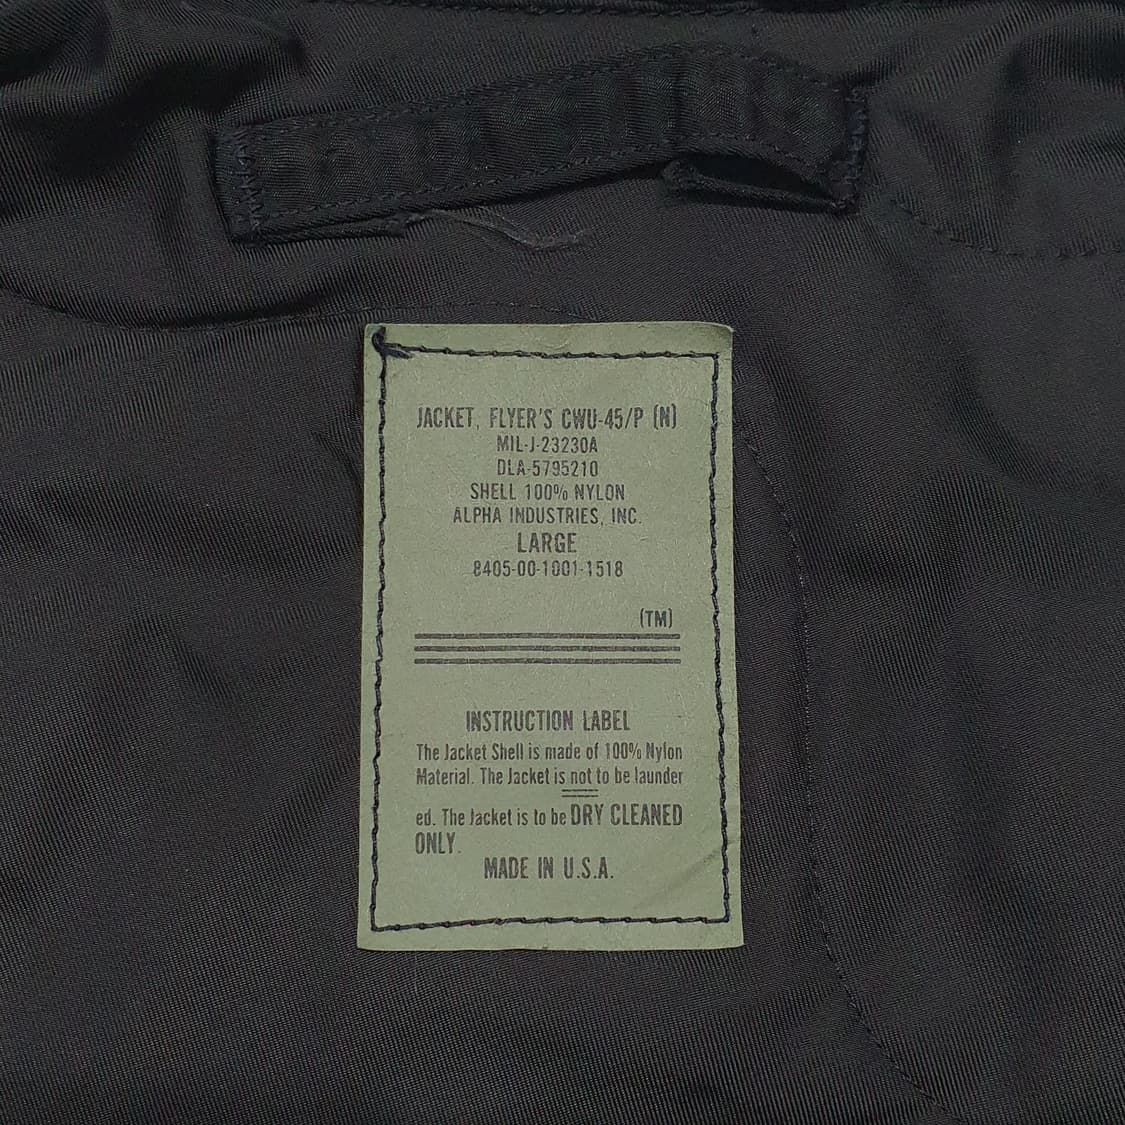 JACKET, FLYER'S CWU-45/P (N)
MIL-J-23230A
DLA-5795210
SHELL 100% NYLON
ALPHA INDUSTRIES, INC.
LARGE
8405-00-1001-1518
(TM)
INSTRUCTION LABEL
The Jacket Shell is made of 100% Nylon
Material. The Jacket is not to be launder
ed. The Jacket is to be DRY CLEANED
ONLY.
MADE IN U.S.A.